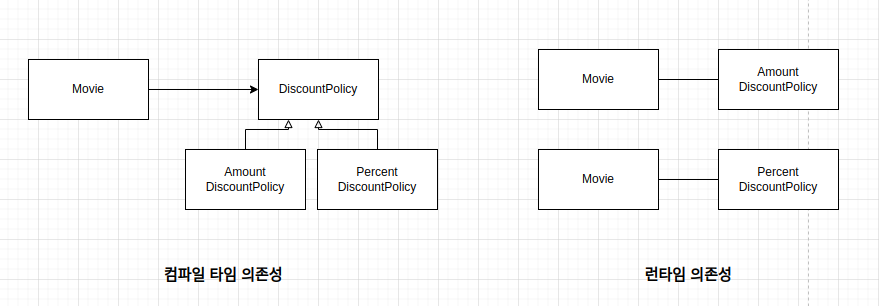 Movie
DiscountPolicy
Amount
DiscountPolicy
Percent
DiscountPolicy
컴파일 타임 의존성
Movie
Amount
DiscountPolicy
Movie
Percent
DiscountPolicy
런타임 의존성